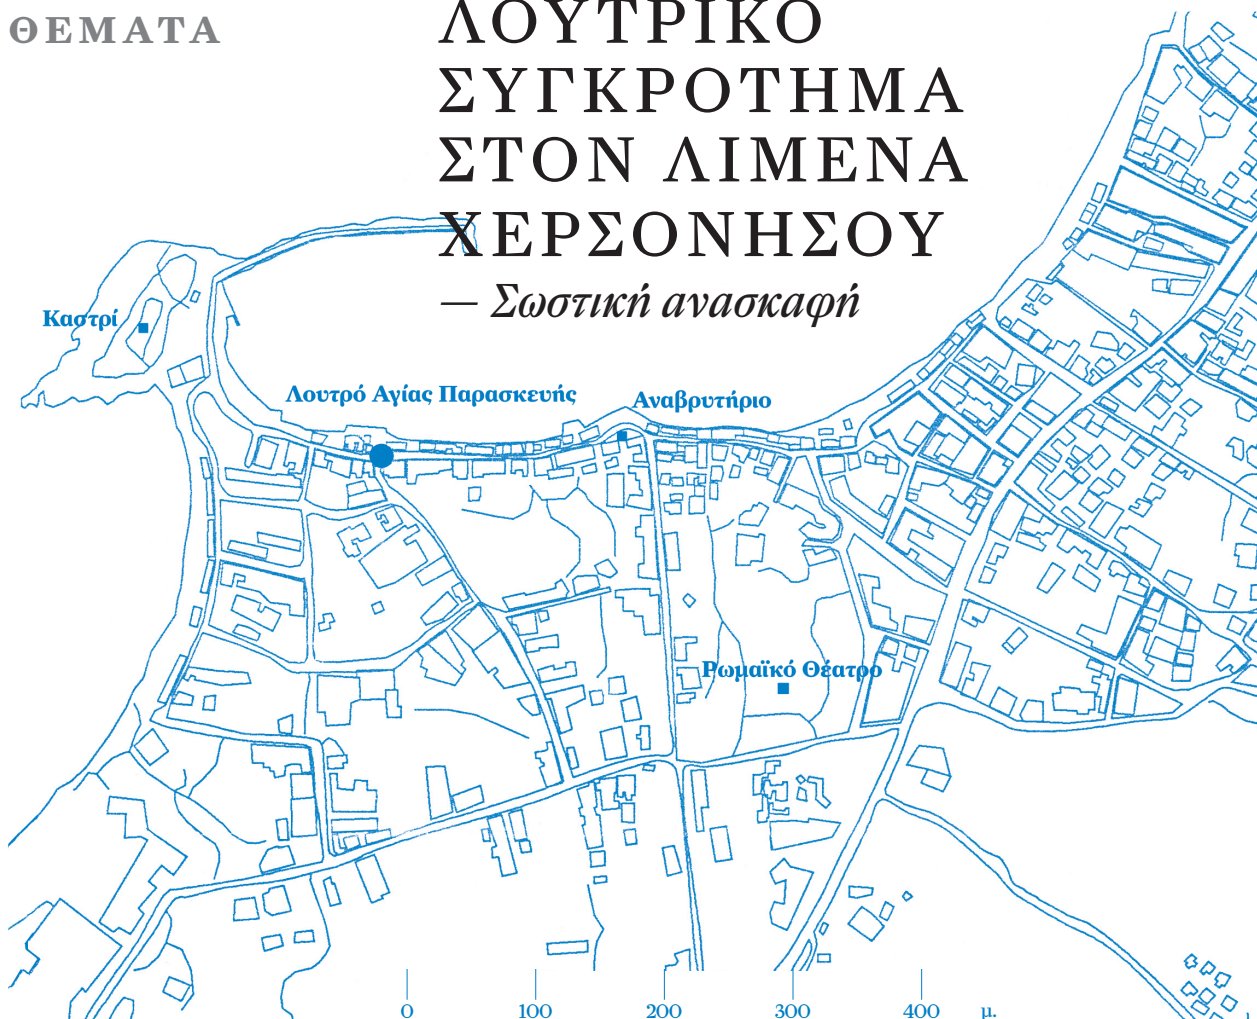 ΘΕΜΑΤΑ
ΛΟΥΤΡΙΚΟ
ΣΥΓΚΡΟΤΗΜΑ
ΣΤΟΝ ΛΙΜΕΝΑ
ΧΕΡΣΟΝΗΣΟΥ
— Σωστική ανασκαφή
Καστρί
Λουτρό Αγίας Παρασκευής
Αναβρυτήριο
Ρωμαϊκό Θέατρο
0 100 200 300 400 μ.